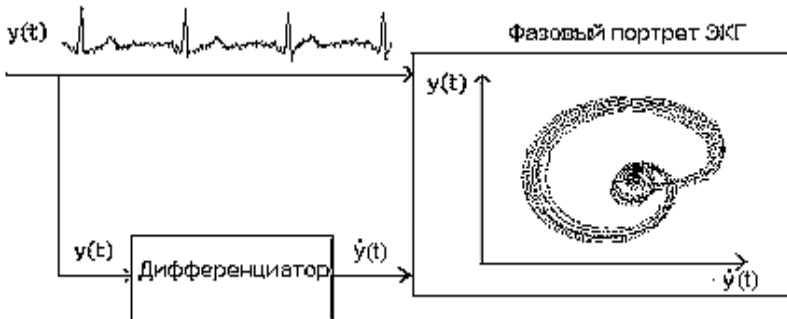 Фазовый портрет ЭКГ
y(t)
y(t)
y(t)
Дифференциатор
ẏ(t)
ẏ(t)